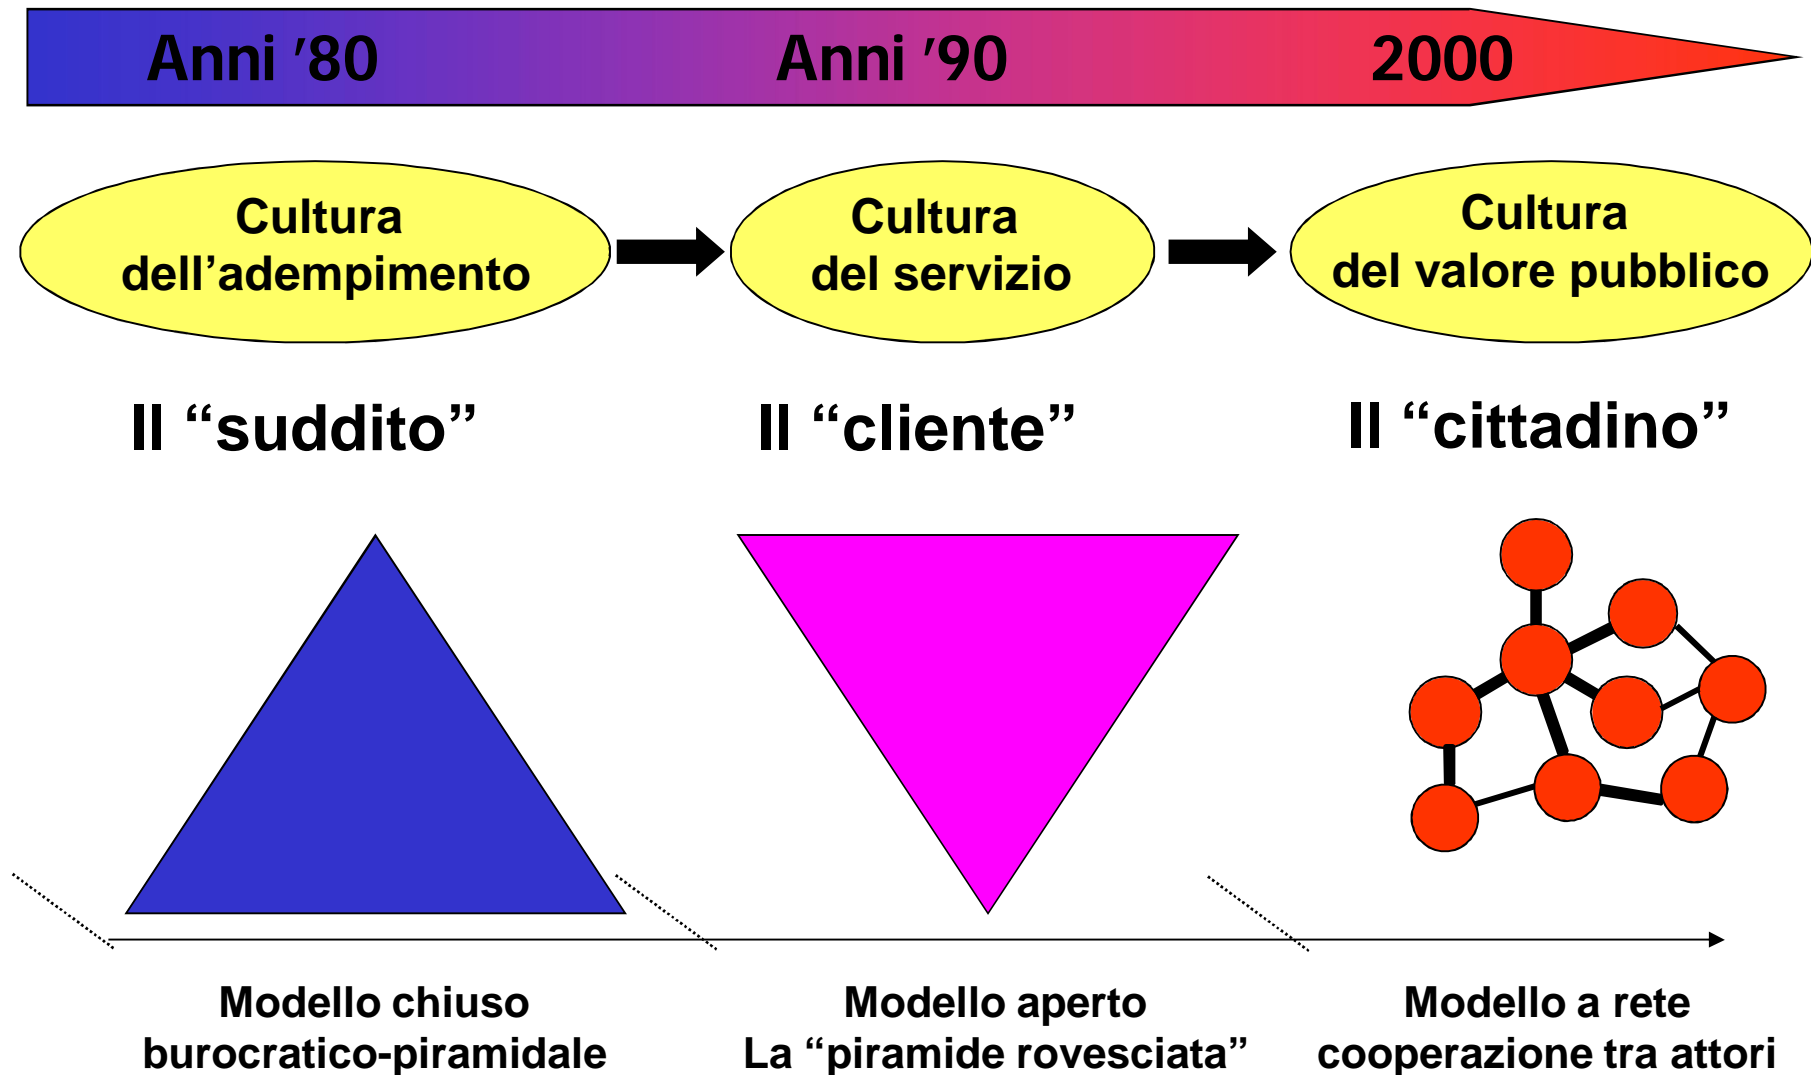 Anni ’80
Anni ’90
2000
Cultura
dell’adempimento
Cultura
del servizio
Cultura
del valore pubblico
Il “suddito”
Il “cliente”
Il “cittadino”
Modello chiuso
burocratico-piramidale
Modello aperto
La “piramide rovesciata”
Modello a rete
cooperazione tra attori